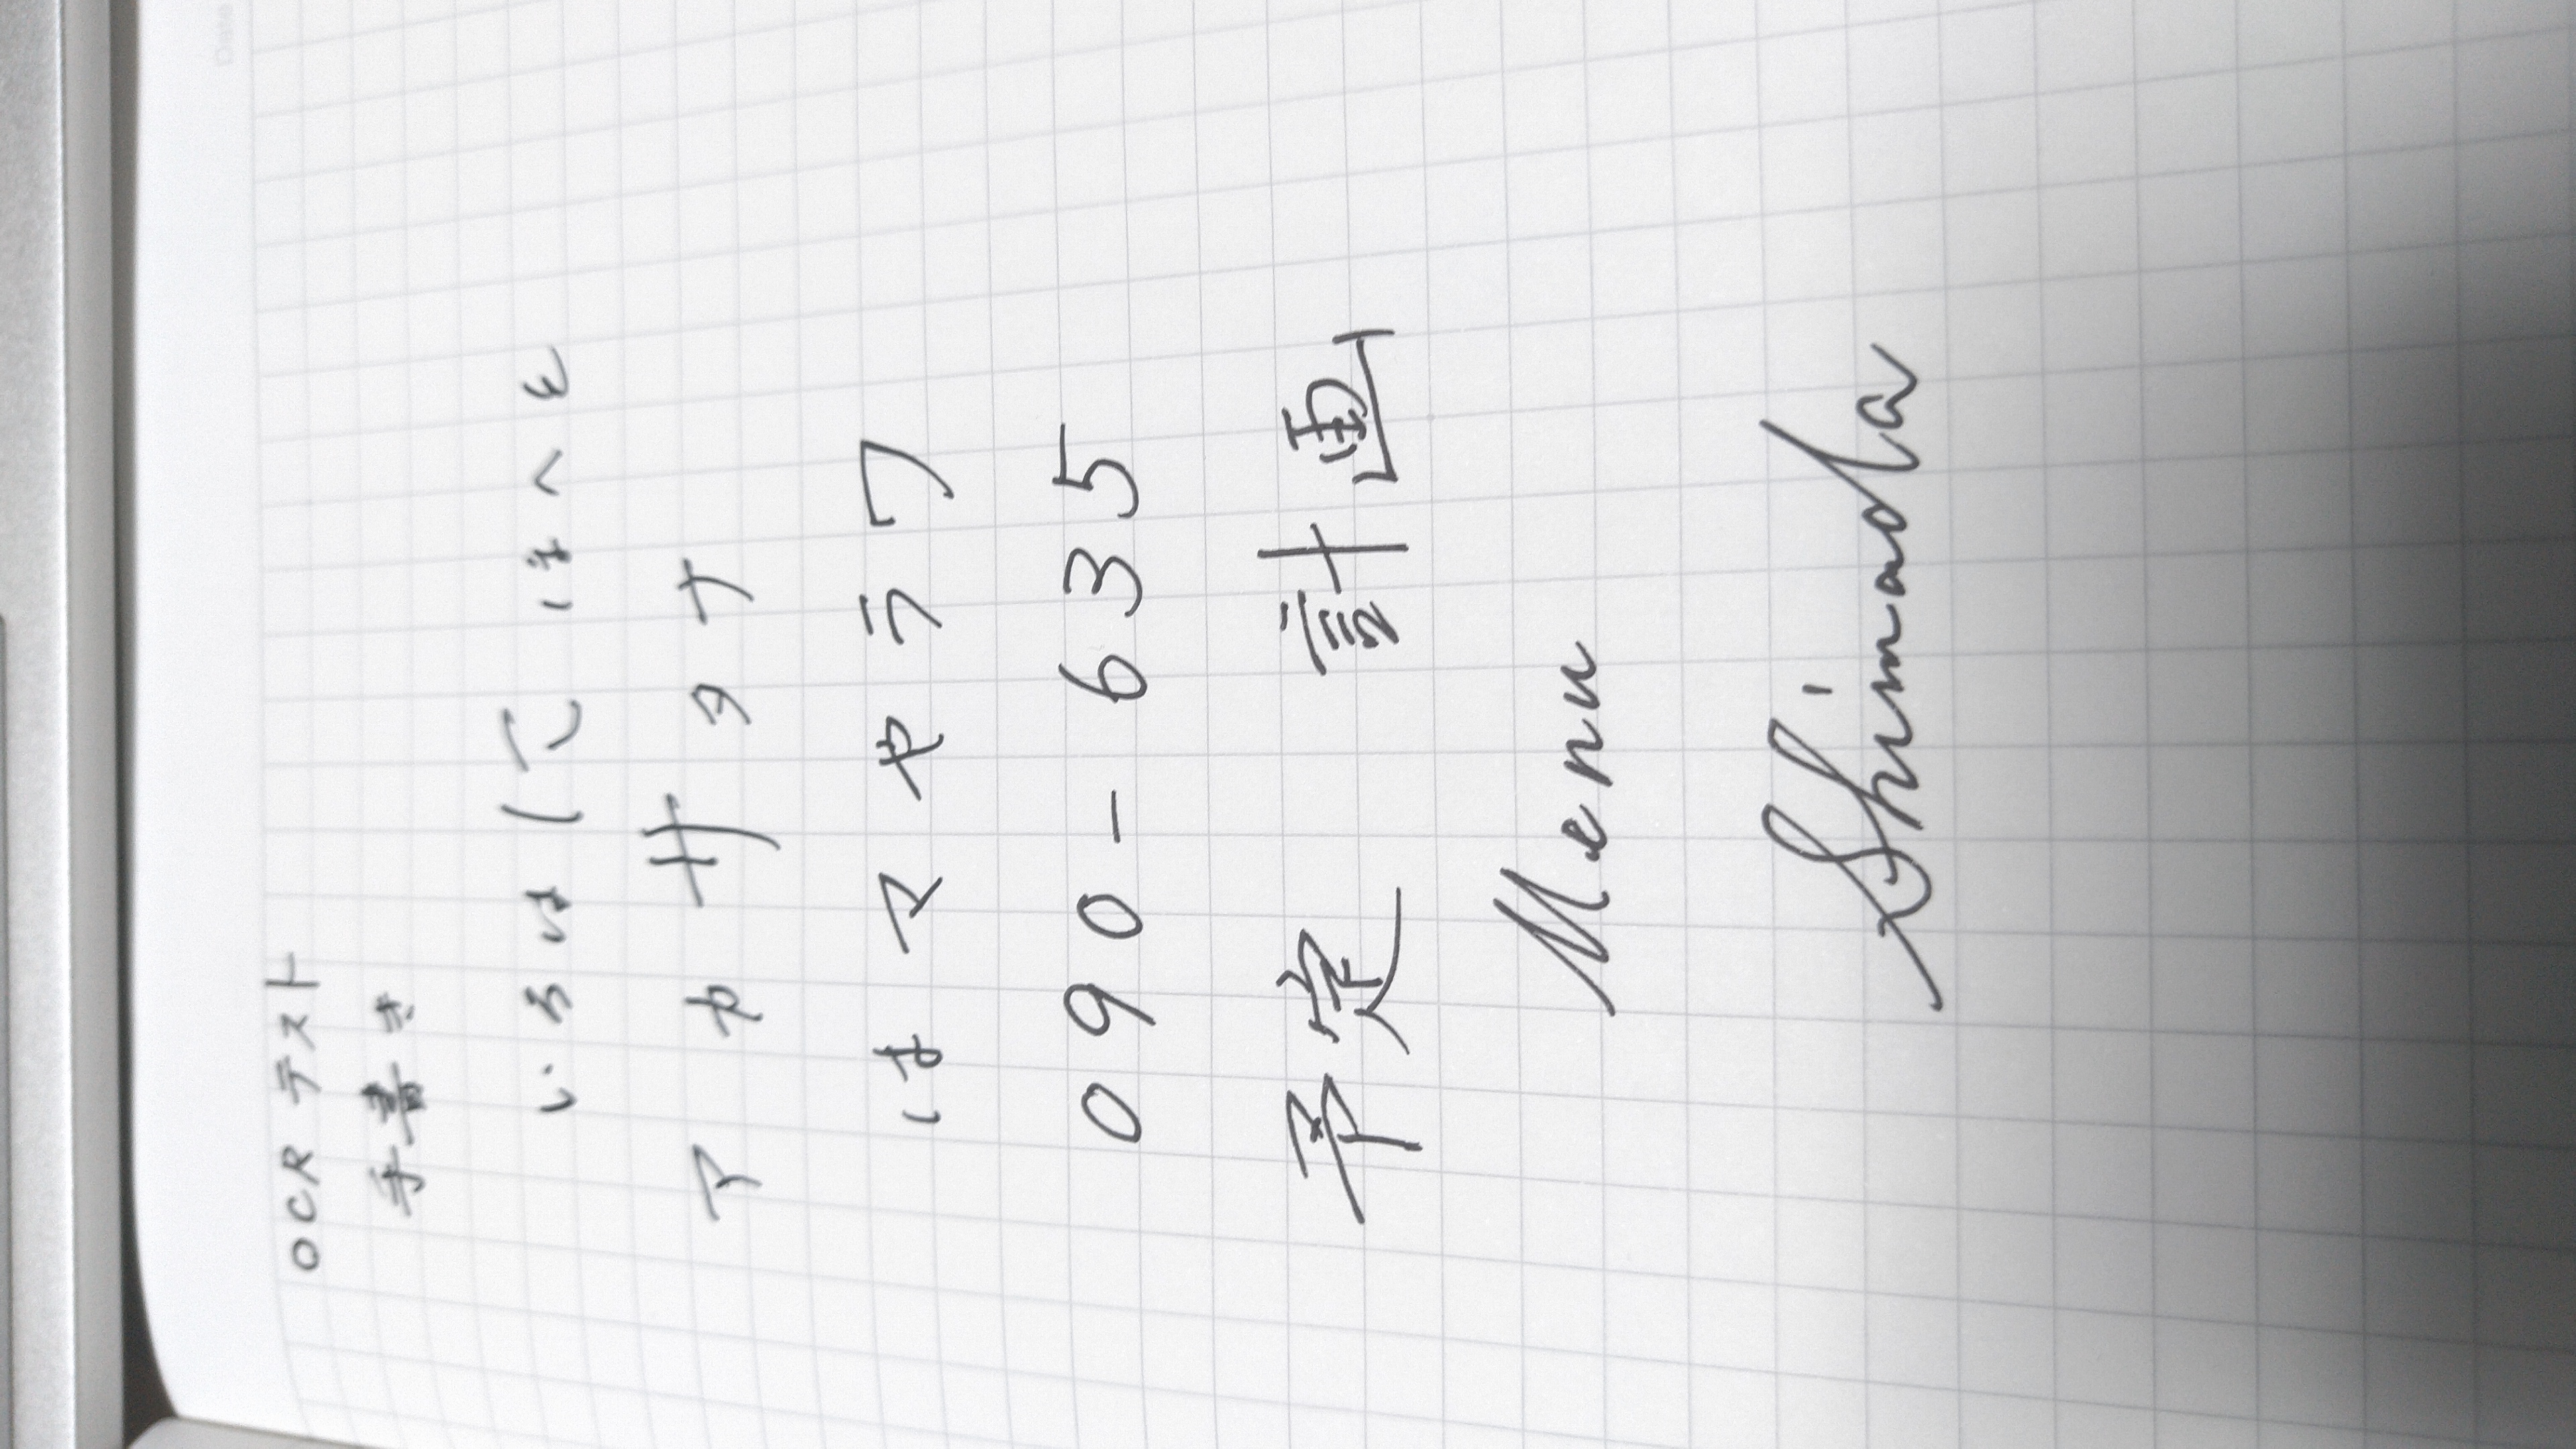 Date
OCR テスト
手書き
いろはにほへと
アカサタナ
はマやラワ
090-635
予定 計画
Menu
Shimada